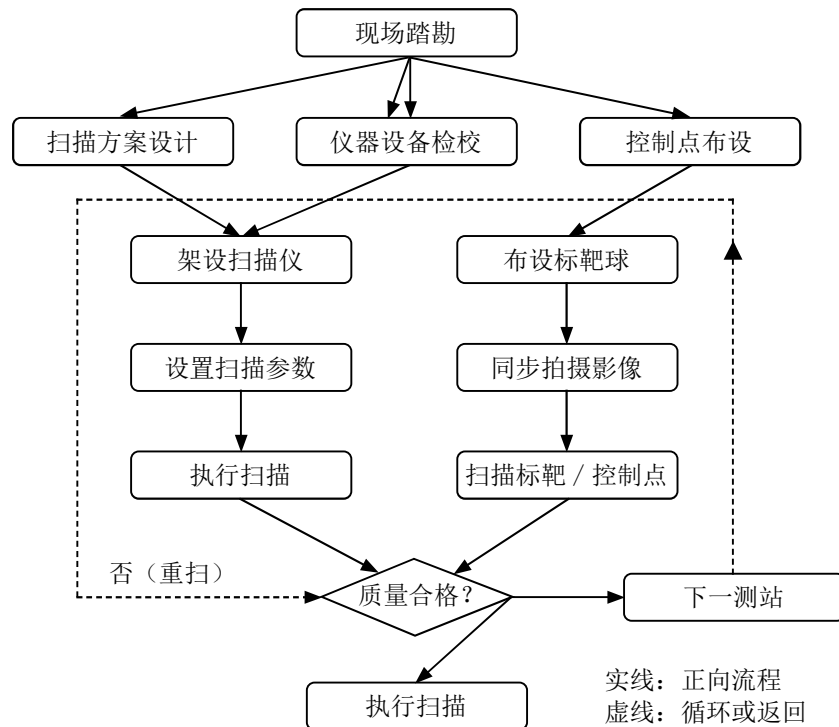 现场踏勘
扫描方案设计
仪器设备检校
控制点布设
架设扫描仪
布设标靶球
设置扫描参数
同步拍摄影像
执行扫描
扫描标靶／控制点
否（重扫）
质量合格？
下一测站
执行扫描
实线：正向流程
虚线：循环或返回